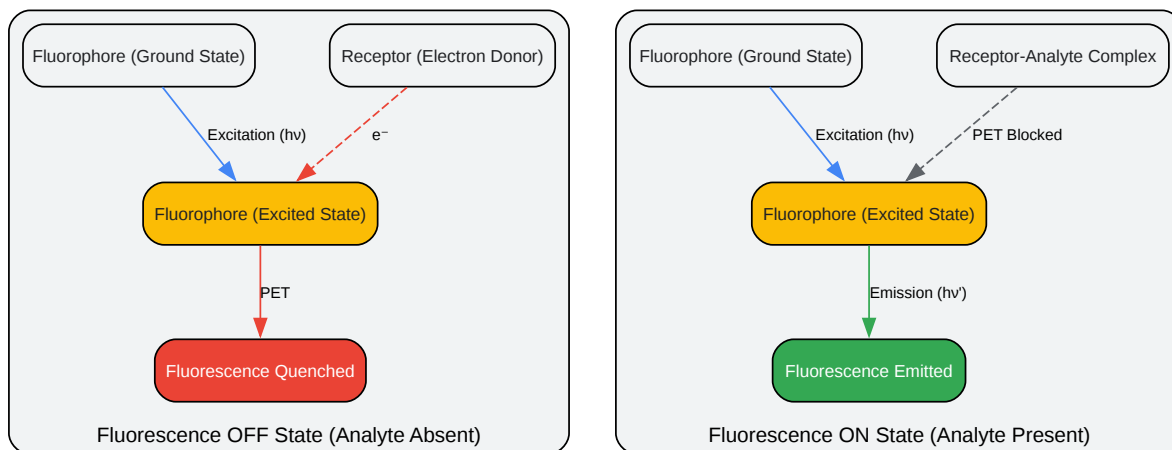 Fluorophore (Ground State)
Receptor (Electron Donor)
Excitation (hν)
e⁻
Fluorophore (Excited State)
PET
Fluorescence Quenched
Fluorescence OFF State (Analyte Absent)
Fluorophore (Ground State)
Receptor-Analyte Complex
Excitation (hν)
PET Blocked
Fluorophore (Excited State)
Emission (hν')
Fluorescence Emitted
Fluorescence ON State (Analyte Present)